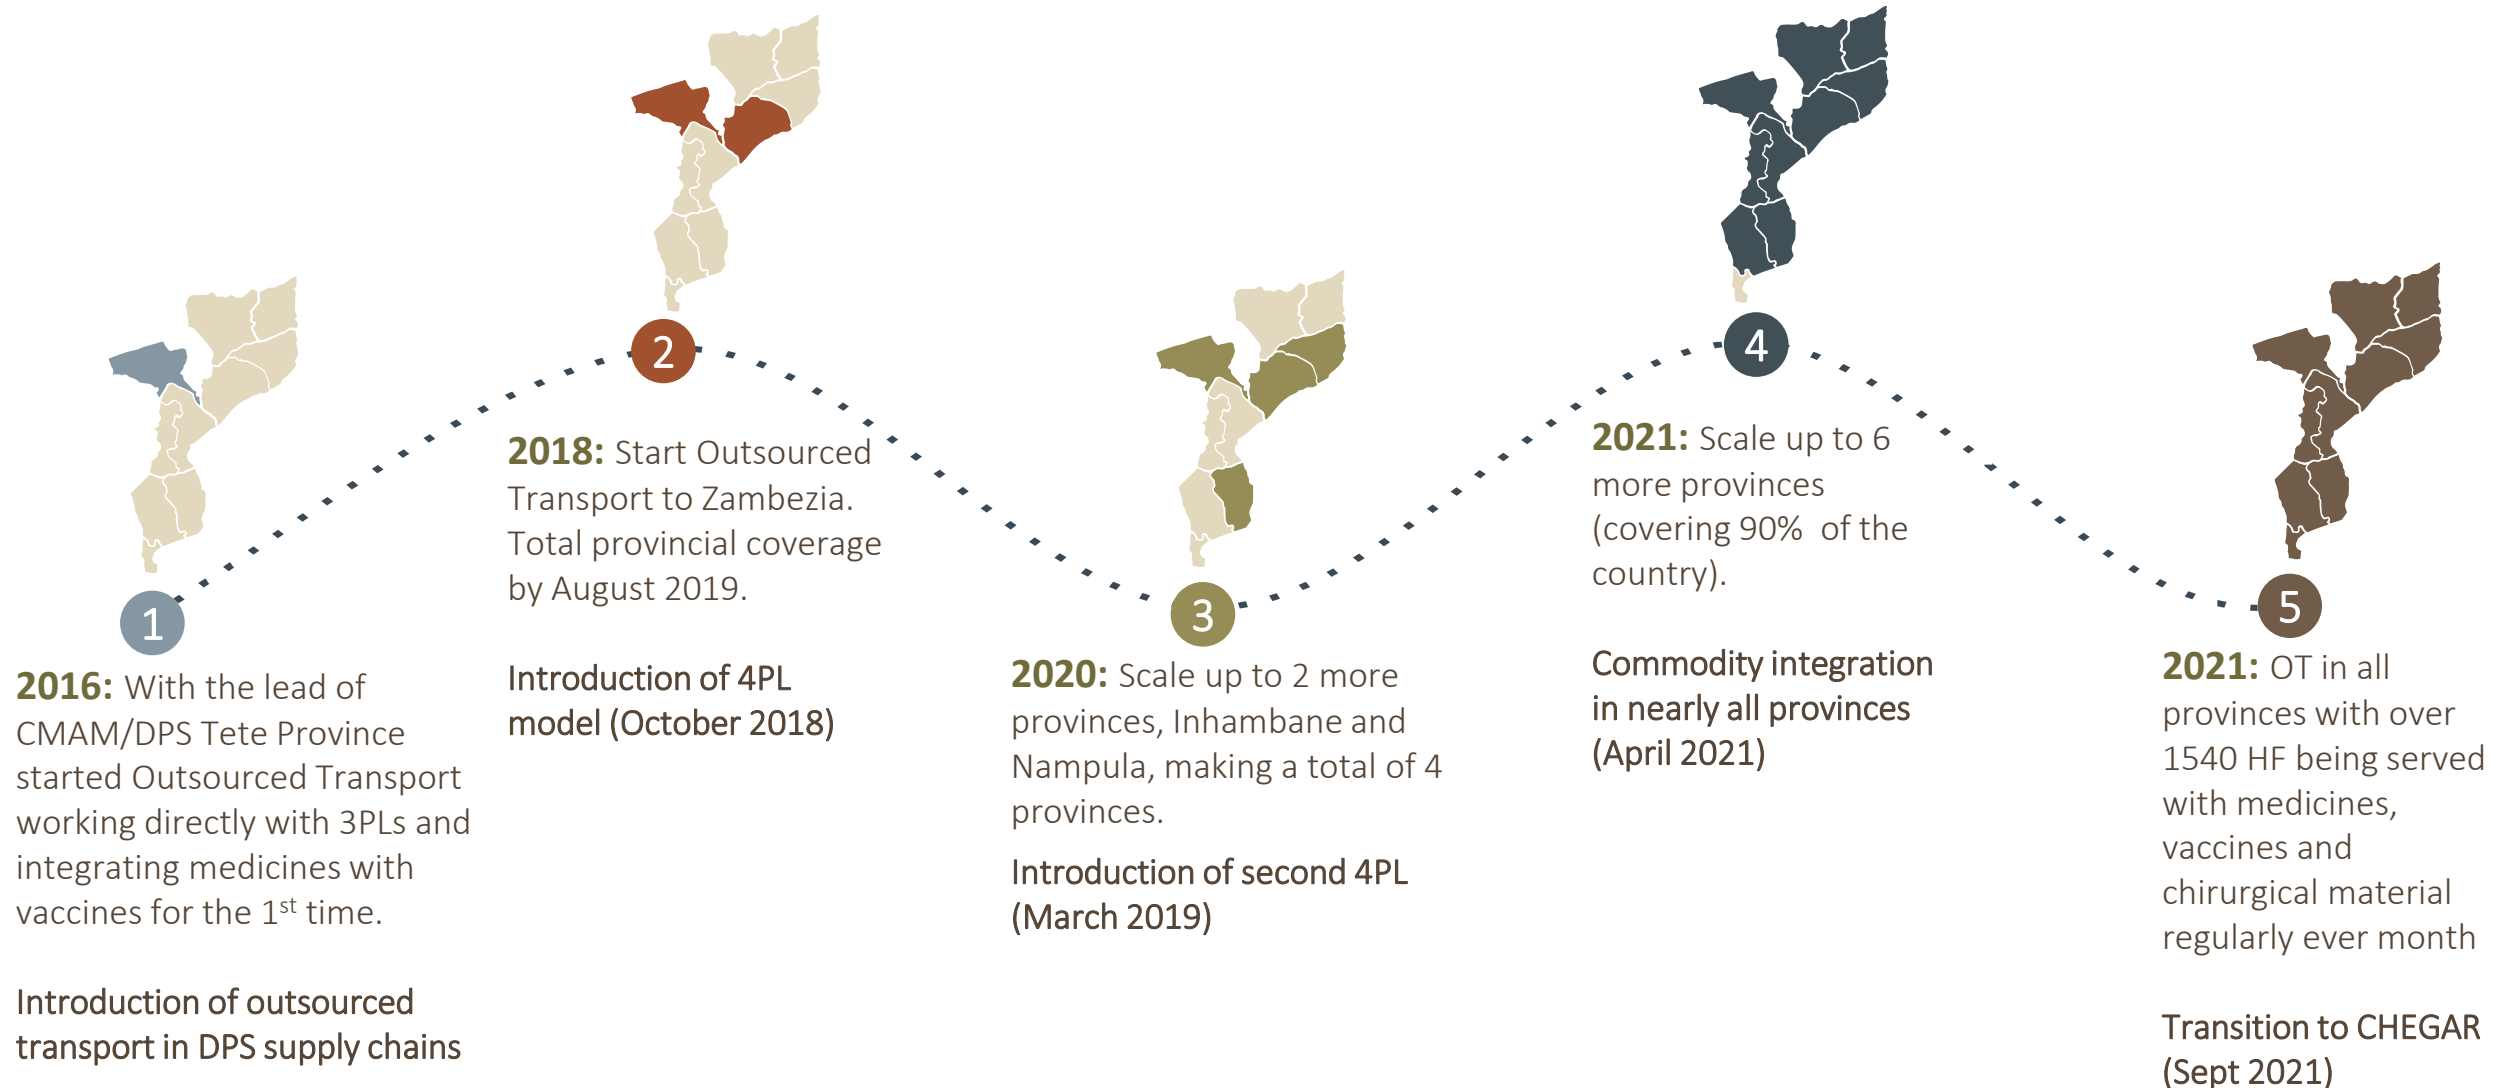 1
2016: With the lead of
CMAM/DPS Tete Province
started Outsourced Transport
working directly with 3PLs and
integrating medicines with
vaccines for the 1st time.
Introduction of outsourced
transport in DPS supply chains
2
2018: Start Outsourced
Transport to Zambezia.
Total provincial coverage
by August 2019.
Introduction of 4PL
model (October 2018)
3
2020: Scale up to 2 more
provinces, Inhambane and
Nampula, making a total of 4
provinces.
Introduction of second 4PL
(March 2019)
4
2021: Scale up to 6
more provinces
(covering 90%  of the
country).
Commodity integration
in nearly all provinces
(April 2021)
5
2021: OT in all
provinces with over
1540 HF being served
with medicines,
vaccines and
chirurgical material
regularly ever month
Transition to CHEGAR
(Sept 2021)